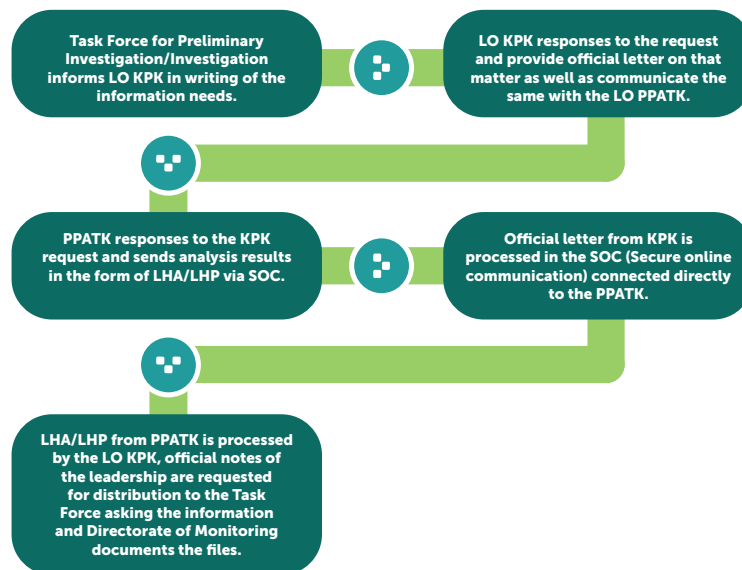 Task Force for Preliminary
Investigation/Investigation
informs LO KPK in writing of the
information needs.
LO KPK responses to the request
and provide official letter on that
matter as well as communicate the
same with the LO PPATK.
PPATK responses to the KPK
request and sends analysis results
in the form of LHA/LHP via SOC.
Official letter from KPK is
processed in the SOC (Secure online
communication) connected directly
to the PPATK.
LHA/LHP from PPATK is processed
by the LO KPK, official notes of
the leadership are requested
for distribution to the Task
Force asking the information
and Directorate of Monitoring
documents the files.